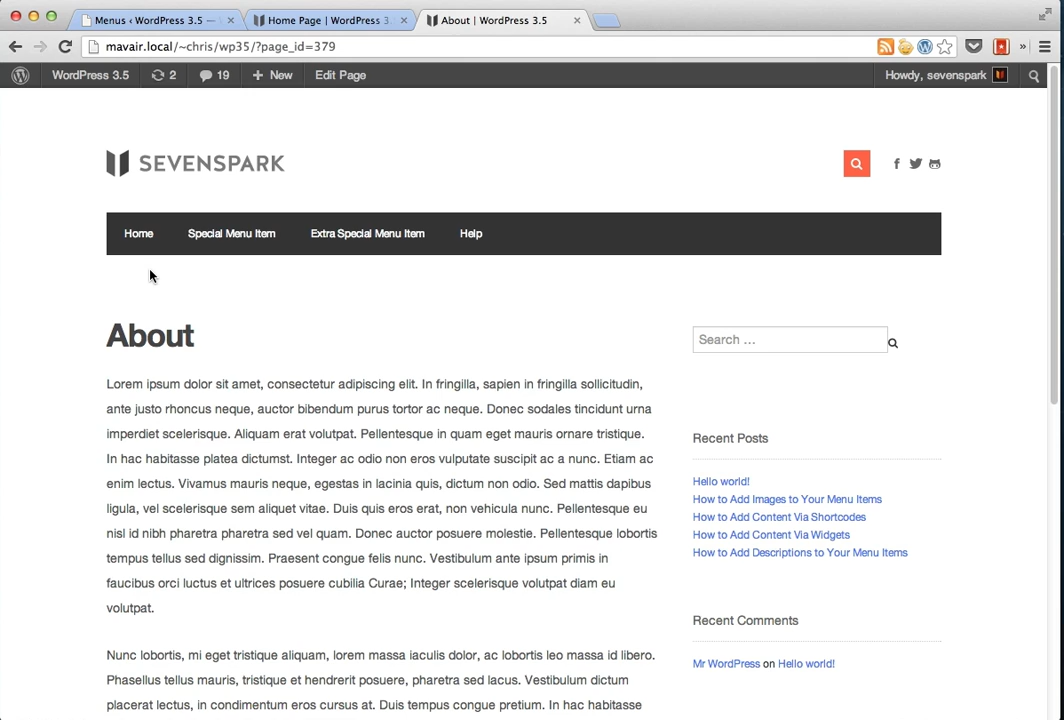 Menus ‹ WordPress 3.5 —
Home Page | WordPress 3.
About | WordPress 3.5
mavair.local/~chris/wp35/?page_id=379
WordPress 3.5 2 19 + New Edit Page Howdy, sevenspark
SEVENSPARK
Home Special Menu Item Extra Special Menu Item Help
About
Lorem ipsum dolor sit amet, consectetur adipiscing elit. In fringilla, sapien in fringilla sollicitudin,
ante justo rhoncus neque, auctor bibendum purus tortor ac neque. Donec sodales tincidunt urna
imperdiet scelerisque. Aliquam erat volutpat. Pellentesque in quam eget mauris ornare tristique.
In hac habitasse platea dictumst. Integer ac odio non eros vulputate suscipit ac a nunc. Etiam ac
enim lectus. Vivamus mauris neque, egestas in lacinia quis, dictum non odio. Sed mattis dapibus
ligula, vel scelerisque sem aliquet vitae. Duis quis eros erat, non vehicula nunc. Pellentesque eu
nisl id nibh pharetra pharetra sed vel quam. Donec auctor posuere molestie. Pellentesque lobortis
tempus tellus sed dignissim. Praesent congue felis nunc. Vestibulum ante ipsum primis in
faucibus orci luctus et ultrices posuere cubilia Curae; Integer scelerisque volutpat diam eu
volutpat.
Nunc lobortis, mi eget tristique aliquam, lorem massa iaculis dolor, ac lobortis leo massa id libero.
Phasellus tellus mauris, tristique et hendrerit posuere, pharetra sed lacus. Vestibulum dictum
placerat lectus, in condimentum eros cursus at. Duis tempus congue pretium. In hac habitasse
Search ...
Recent Posts
Hello world!
How to Add Images to Your Menu Items
How to Add Content Via Shortcodes
How to Add Content Via Widgets
How to Add Descriptions to Your Menu Items
Recent Comments
Mr WordPress on Hello world!